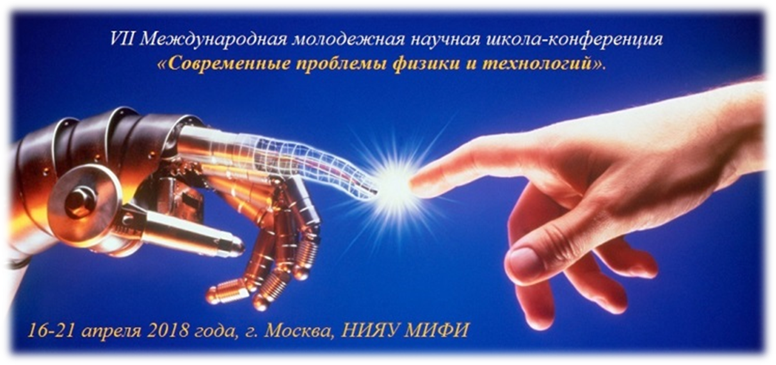 VII Международная молодежная научная школа-конференция
«Современные проблемы физики и технологий».
16-21 апреля 2018 года, г. Москва, НИЯУ МИФИ